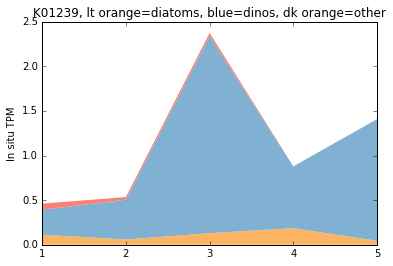 K01239, lt orange=diatoms, blue=dinos, dk orange=other
2.5
2.0
1.5
1.0
0.5
0.0
In situ TPM
1 2 3 4 5